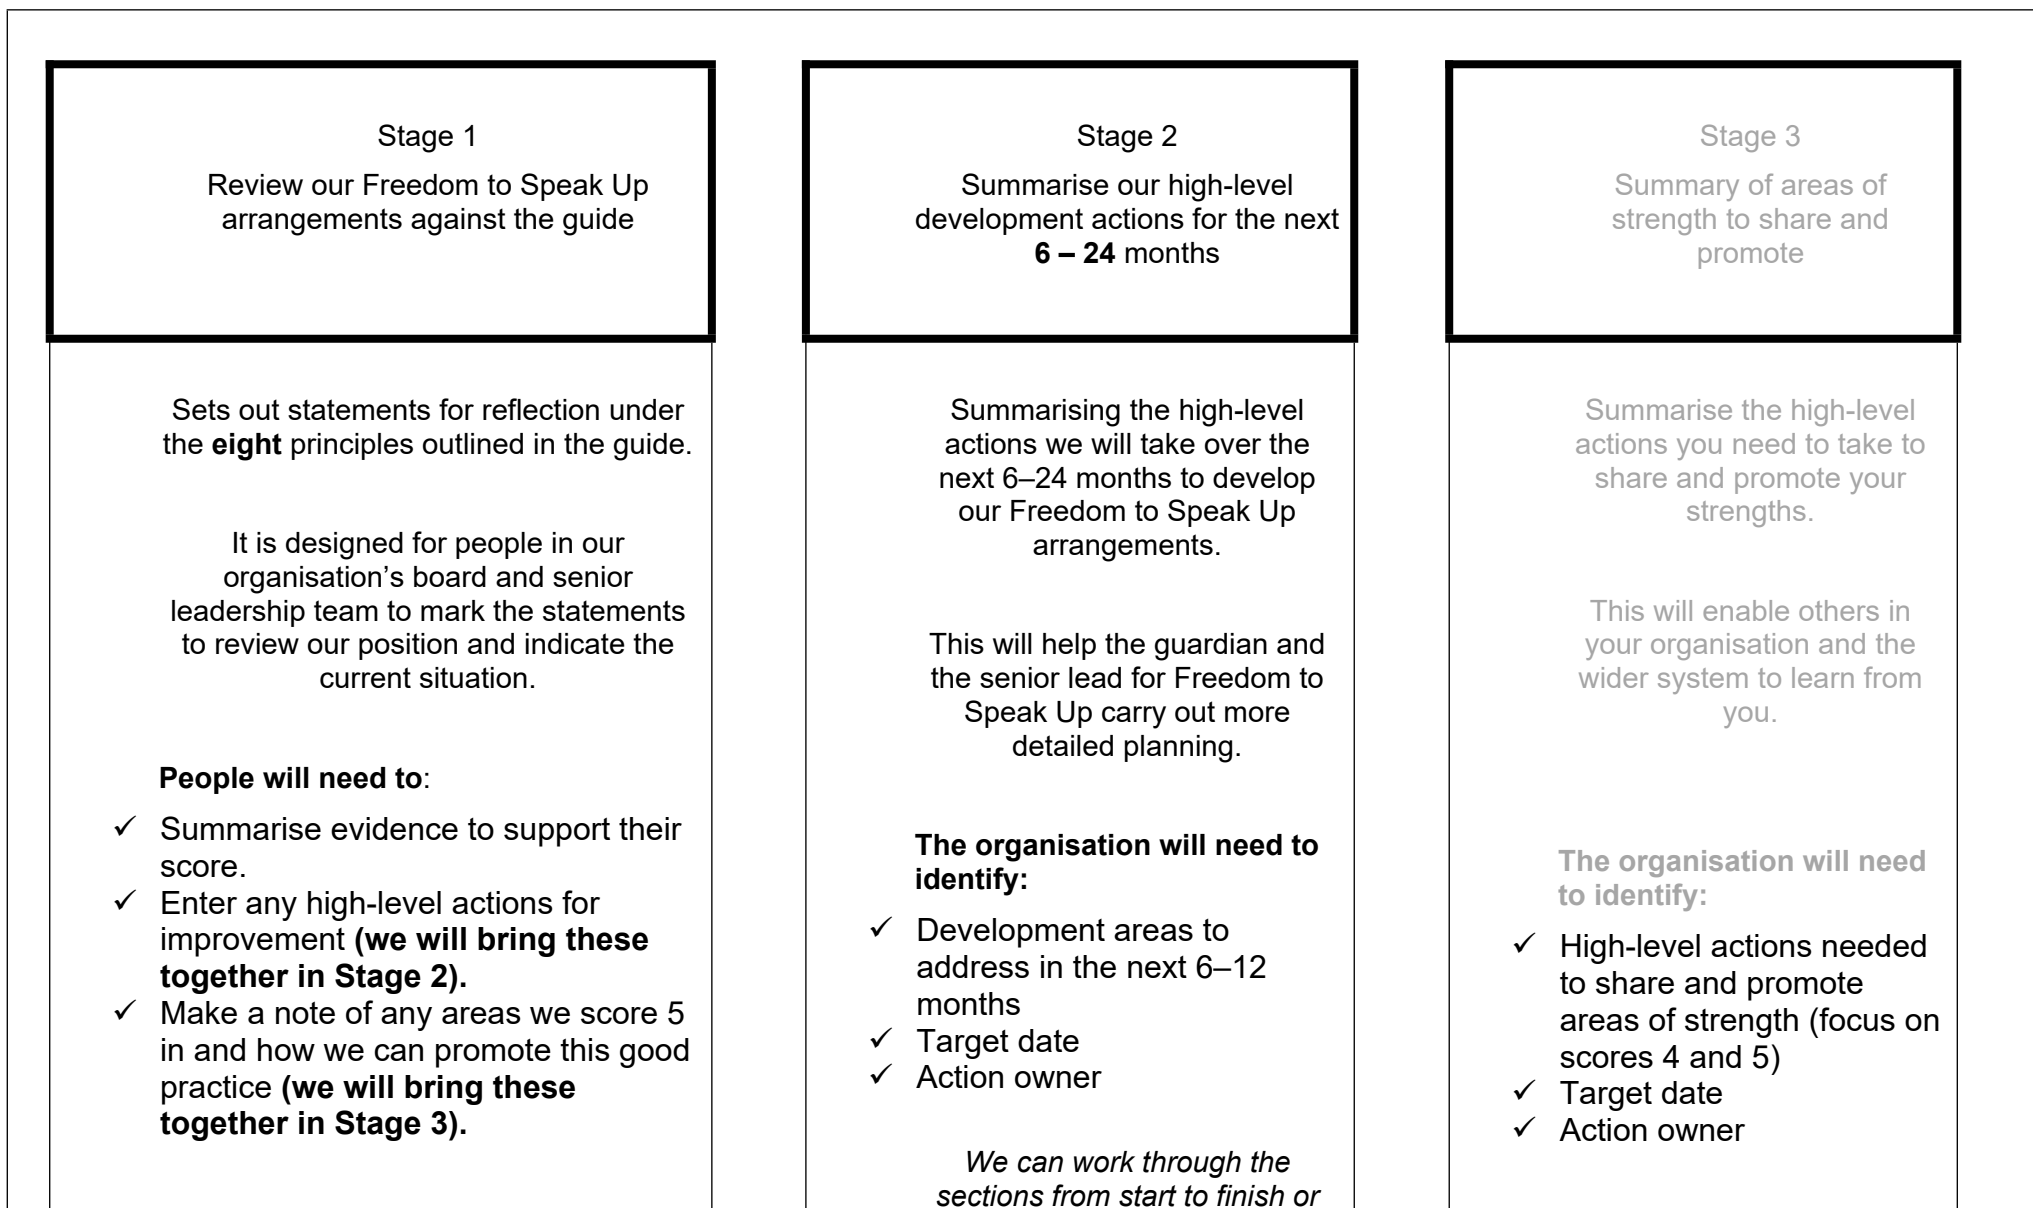 Stage 1
Review our Freedom to Speak Up
arrangements against the guide
Sets out statements for reflection under
the eight principles outlined in the guide.
It is designed for people in our
organisation’s board and senior
leadership team to mark the statements
to review our position and indicate the
current situation.
People will need to:
✓ Summarise evidence to support their
score.
✓ Enter any high-level actions for
improvement (we will bring these
together in Stage 2).
✓ Make a note of any areas we score 5
in and how we can promote this good
practice (we will bring these
together in Stage 3).
Stage 2
Summarise our high-level
development actions for the next
6 – 24 months
Summarising the high-level
actions we will take over the
next 6–24 months to develop
our Freedom to Speak Up
arrangements.
This will help the guardian and
the senior lead for Freedom to
Speak Up carry out more
detailed planning.
The organisation will need to
identify:
✓ Development areas to
address in the next 6–12
months
✓ Target date
✓ Action owner
We can work through the
sections from start to finish or
Stage 3
Summary of areas of
strength to share and
promote
Summarise the high-level
actions you need to take to
share and promote your
strengths.
This will enable others in
your organisation and the
wider system to learn from
you.
The organisation will need
to identify:
✓ High-level actions needed
to share and promote
areas of strength (focus on
scores 4 and 5)
✓ Target date
✓ Action owner